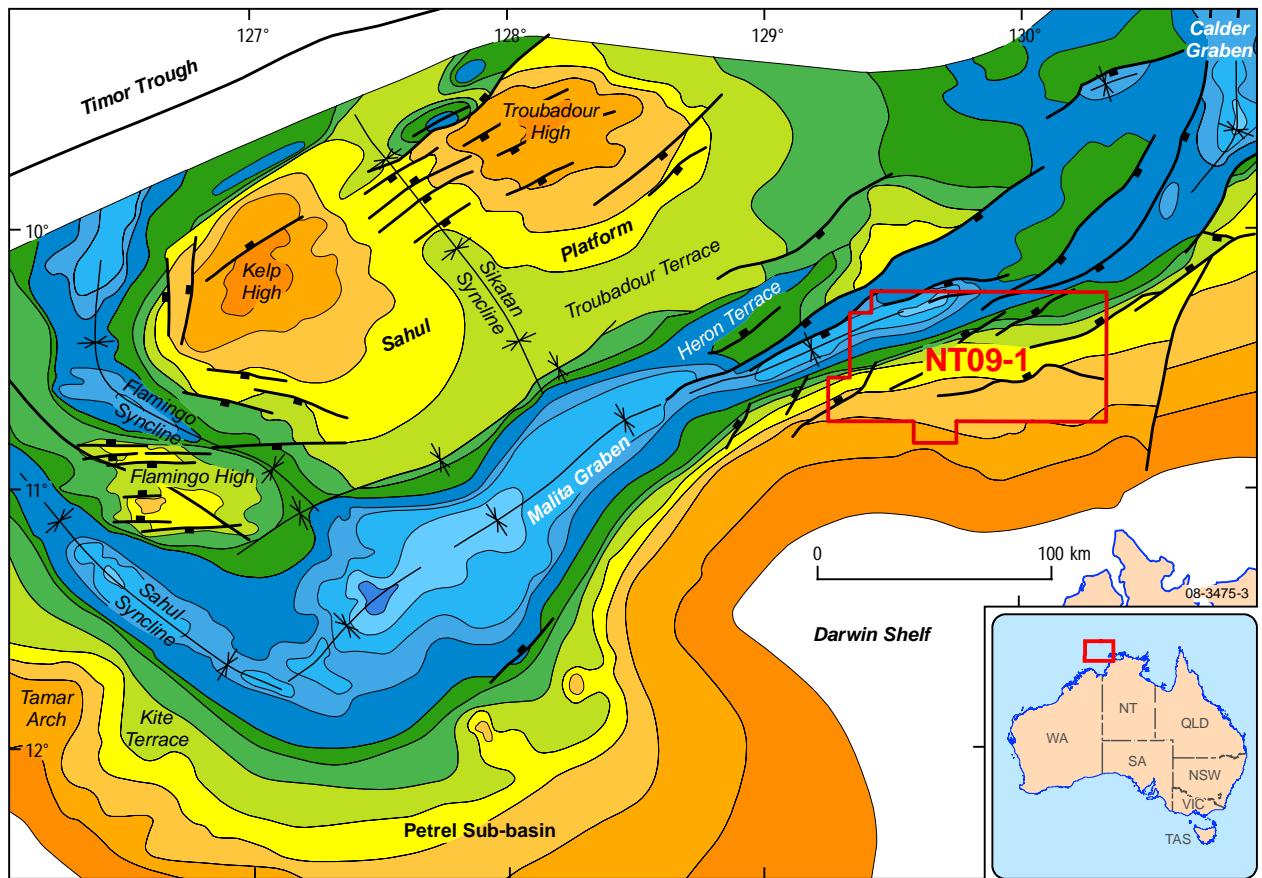 127°
128°
129°
130°
Calder
Graben
Timor Trough
Troubadour
High
10°
Platform
Kelp
High
Sikatan
Syncline
Troubadour Terrace
Sahul
Heron Terrace
NT09-1
Flamingo
Syncline
Flamingo High
11°
Malita Graben
0
100 km
Sahul
Syncline
08-3475-3
Darwin Shelf
Tamar
Arch
Kite
Terrace
12°
Petrel Sub-basin
NT
QLD
WA
SA
NSW
VIC
TAS